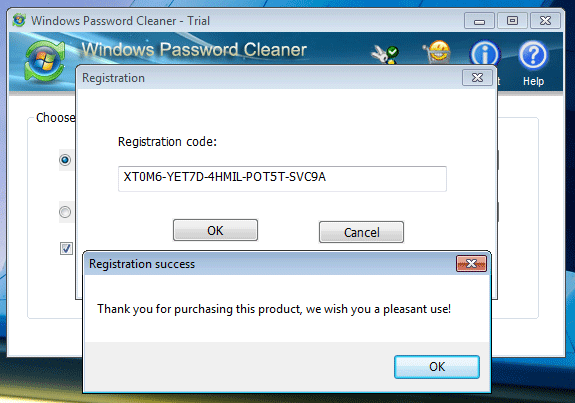 Windows Password Cleaner - Trial
Windows Password Cleaner
t
Help
Registration
Choose
Registration code:
XT0M6-YET7D-4HMIL-POT5T-SVC9A
OK
Cancel
Registration success
Thank you for purchasing this product, we wish you a pleasant use!
OK